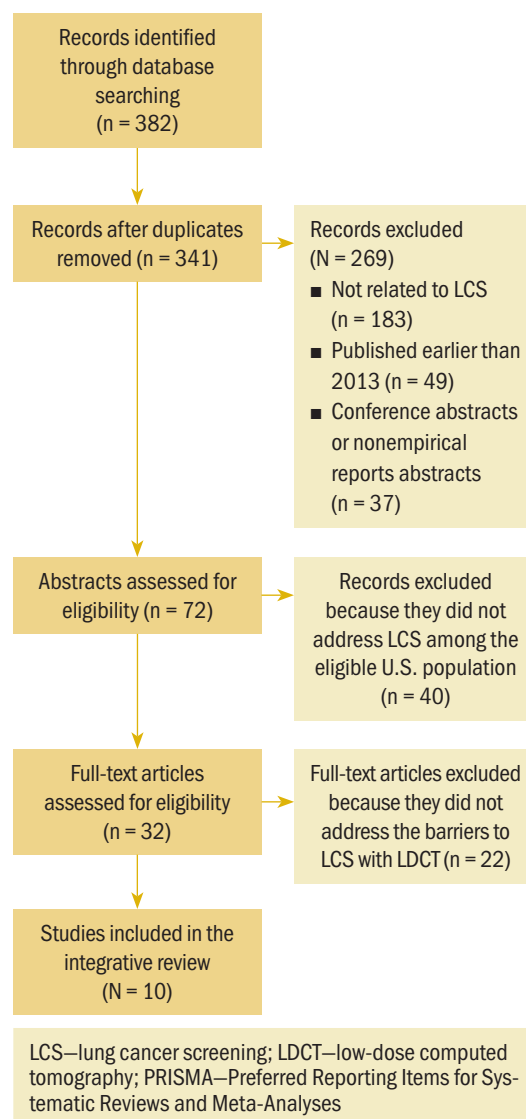 Records identified
through database
searching
(n = 382)
Records after duplicates
removed (n = 341)
Records excluded
(N = 269)
■ Not related to LCS
(n = 183)
■ Published earlier than
2013 (n = 49)
■ Conference abstracts
or nonempirical
reports abstracts
(n = 37)
Abstracts assessed for
eligibility (n = 72)
Records excluded
because they did not
address LCS among the
eligible U.S. population
(n = 40)
Full-text articles
assessed for eligibility
(n = 32)
Full-text articles excluded
because they did not
address the barriers to
LCS with LDCT (n = 22)
Studies included in the
integrative review
(N = 10)
LCS—lung cancer screening; LDCT—low-dose computed
tomography; PRISMA—Preferred Reporting Items for Sys-
tematic Reviews and Meta-Analyses